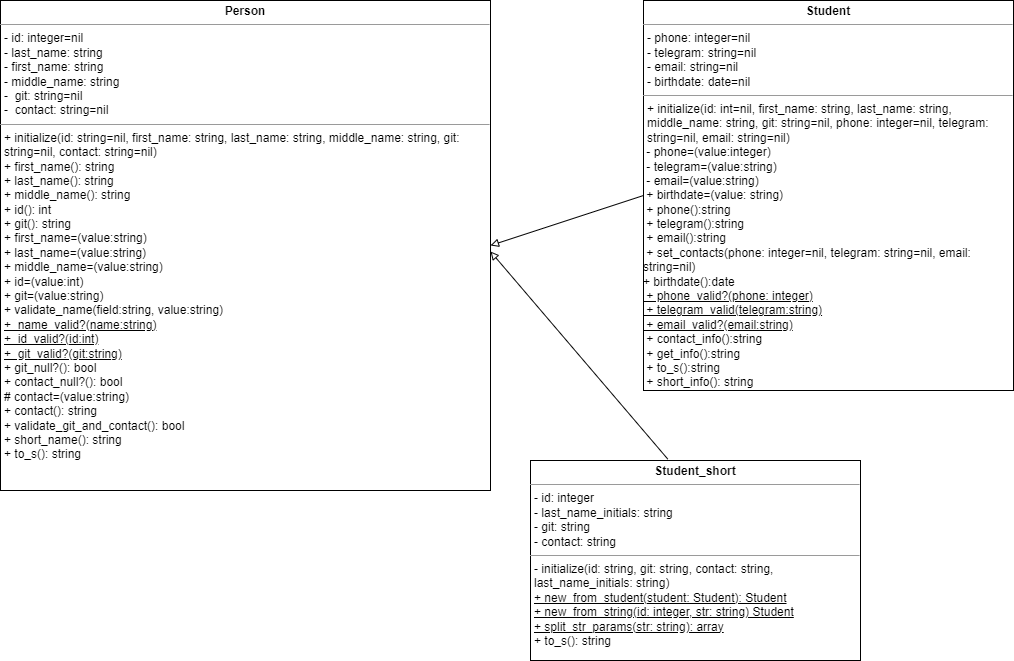 Person
- id: integer=nil
- last_name: string
- first_name: string
- middle_name: string
-  git: string=nil
-  contact: string=nil
+ initialize(id: string=nil, first_name: string, last_name: string, middle_name: string, git:
string=nil, contact: string=nil)
+ first_name(): string
+ last_name(): string
+ middle_name(): string
+ id(): int
+ git(): string
+ first_name=(value:string)
+ last_name=(value:string)
+ middle_name=(value:string)
+ id=(value:int)
+ git=(value:string)
+ validate_name(field:string, value:string)
+  name_valid?(name:string)
+  id_valid?(id:int)
+  git_valid?(git:string)
+ git_null?(): bool
+ contact_null?(): bool
# contact=(value:string)
+ contact(): string
+ validate_git_and_contact(): bool
+ short_name(): string
+ to_s(): string
Student
- phone: integer=nil
- telegram: string=nil
- email: string=nil
- birthdate: date=nil
+ initialize(id: int=nil, first_name: string, last_name: string,
middle_name: string, git: string=nil, phone: integer=nil, telegram:
string=nil, email: string=nil)
- phone=(value:integer)
- telegram=(value:string)
- email=(value:string)
+ birthdate=(value: string)
+ phone():string
+ telegram():string
+ email():string
+ set_contacts(phone: integer=nil, telegram: string=nil, email:
string=nil)
+ birthdate():date
+ phone_valid?(phone: integer)
+ telegram_valid(telegram:string)
+ email_valid?(email:string)
+ contact_info():string
+ get_info():string
+ to_s():string
+ short_info(): string
Student_short
- id: integer
- last_name_initials: string
- git: string
- contact: string
- initialize(id: string, git: string, contact: string,
last_name_initials: string)
+ new_from_student(student: Student): Student
+ new_from_string(id: integer, str: string) Student
+ split_str_params(str: string): array
+ to_s(): string